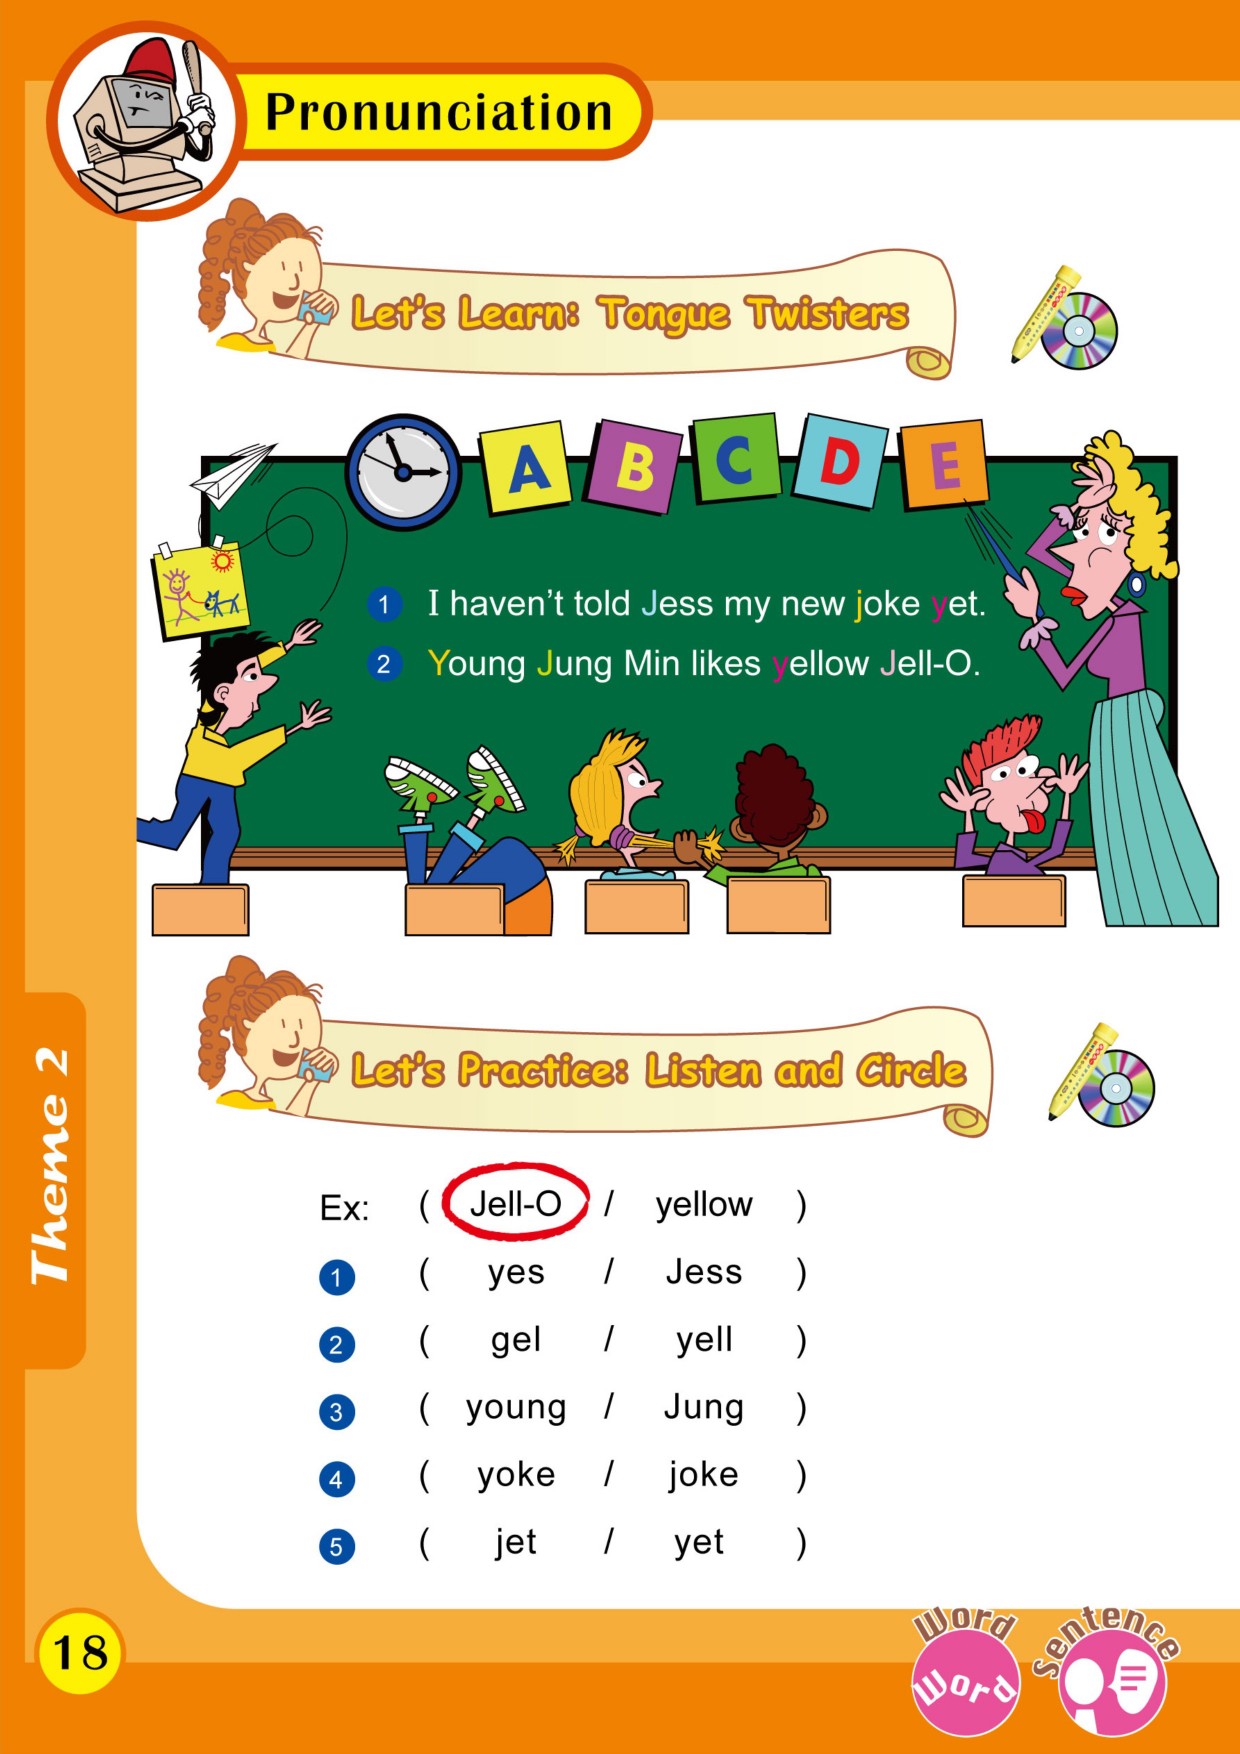 Pronunciation
Let's Learn: Tongue Twisters
A B C D E
1 I haven't told Jess my new joke yet.
2 Young Jung Min likes yellow Jell-O.
Let's Practice: Listen and Circle
Ex: ( Jell-O / yellow )
1 ( yes / Jess )
2 ( gel / yell )
3 ( young / Jung )
4 ( yoke / joke )
5 ( jet / yet )
Theme 2
18
Word
Word
Sentence